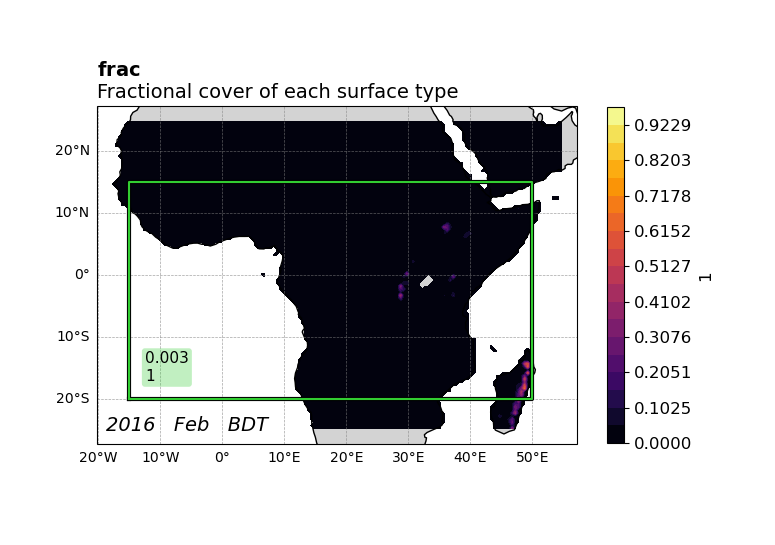 frac
Fractional cover of each surface type
20°N
10°N
0°
10°S
20°S
20°W
10°W
0°
10°E
20°E
30°E
40°E
50°E
0.003
1
2016 Feb BDT
0.9229
0.8203
0.7178
0.6152
0.5127
0.4102
0.3076
0.2051
0.1025
0.0000
1